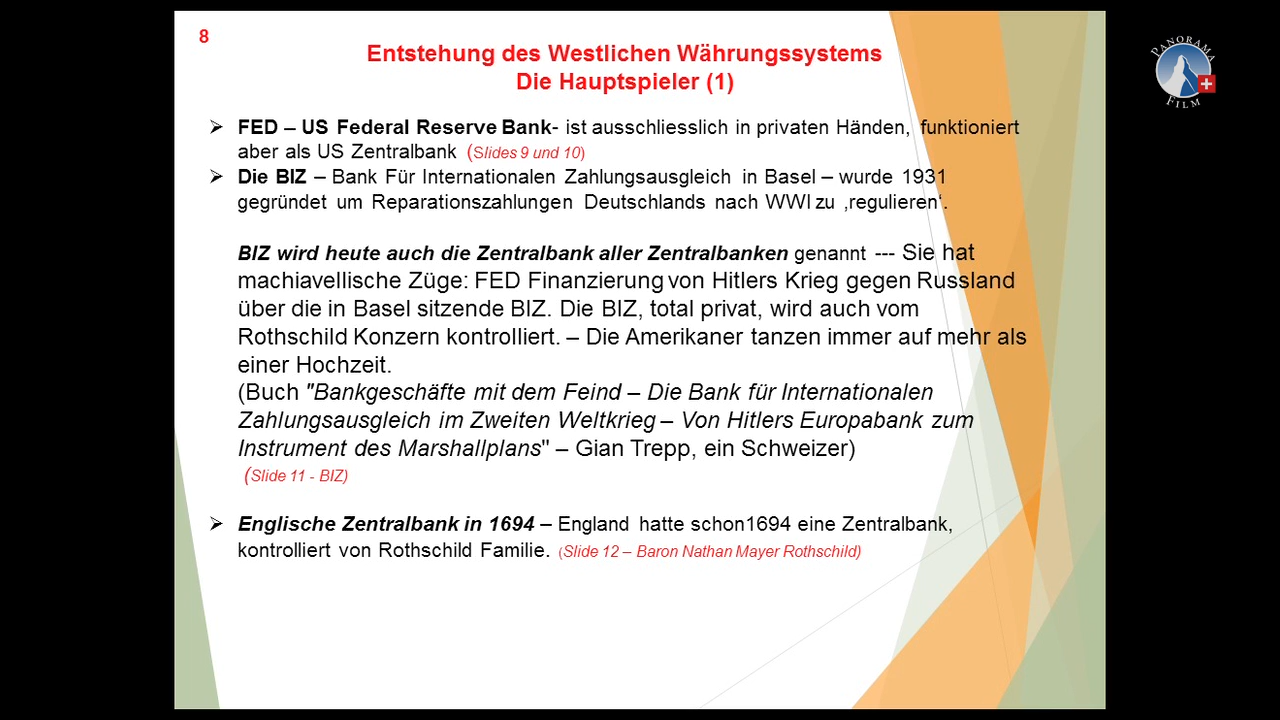 8
Entstehung des Westlichen Währungssystems
Die Hauptspieler (1)
PANORAMA
FILM
➢ FED – US Federal Reserve Bank- ist ausschliesslich in privaten Händen, funktioniert
aber als US Zentralbank (Slides 9 und 10)
➢ Die BIZ – Bank Für Internationalen Zahlungsausgleich in Basel – wurde 1931
gegründet um Reparationszahlungen Deutschlands nach WWI zu ‚regulieren‘.
BIZ wird heute auch die Zentralbank aller Zentralbanken genannt --- Sie hat
machiavellische Züge: FED Finanzierung von Hitlers Krieg gegen Russland
über die in Basel sitzende BIZ. Die BIZ, total privat, wird auch vom
Rothschild Konzern kontrolliert. – Die Amerikaner tanzen immer auf mehr als
einer Hochzeit.
(Buch "Bankgeschäfte mit dem Feind – Die Bank für Internationalen
Zahlungsausgleich im Zweiten Weltkrieg – Von Hitlers Europabank zum
Instrument des Marshallplans" – Gian Trepp, ein Schweizer)
(Slide 11 - BIZ)
➢ Englische Zentralbank in 1694 – England hatte schon1694 eine Zentralbank,
kontrolliert von Rothschild Familie. (Slide 12 – Baron Nathan Mayer Rothschild)